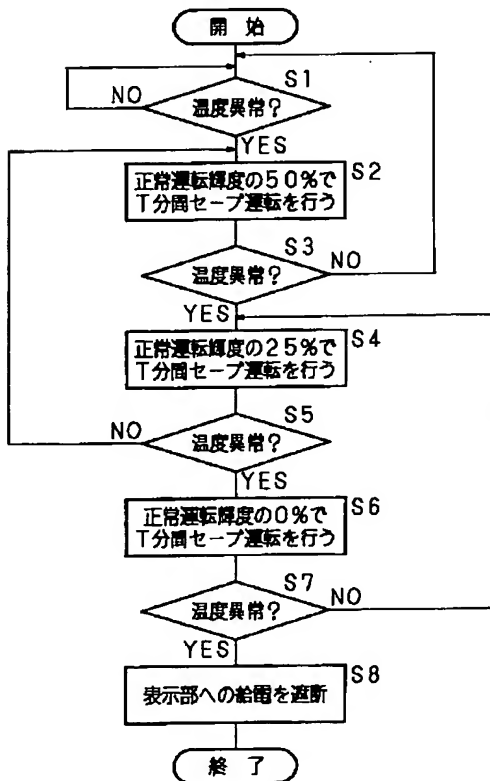 開始
S1
NO
温度異常?
YES
S2
正常運転輝度の50%で
T分間セーブ運転を行う
S3
NO
温度異常?
YES
S4
正常運転輝度の25%で
T分間セーブ運転を行う
S5
NO
温度異常?
YES
S6
正常運転輝度の0%で
T分間セーブ運転を行う
S7
NO
温度異常?
YES
S8
表示部への給電を遮断
終了